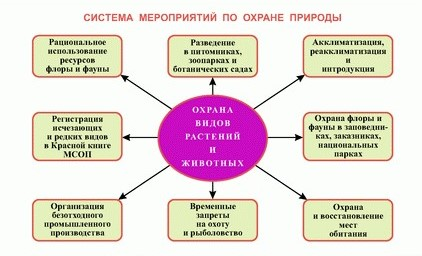 СИСТЕМА МЕРОПРИЯТИЙ ПО ОХРАНЕ ПРИРОДЫ
Рациональное
использование
ресурсов
флоры и фауны
Разведение
в питомниках,
зоопарках и
ботанических садах
Акклиматизация,
реакклиматизация
и
интродукция
Регистрация
исчезающих
и редких видов
в Красной книге
МСОП
ОХРАНА
ВИДОВ
РАСТЕНИЙ
И
ЖИВОТНЫХ
Охрана флоры и
фауны в заповедни-
ках, заказниках,
национальных
парках
Организация
безотходного
промышленного
производства
Временные
запреты
на охоту
и рыболовство
Охрана
и восстановление
мест
обитания